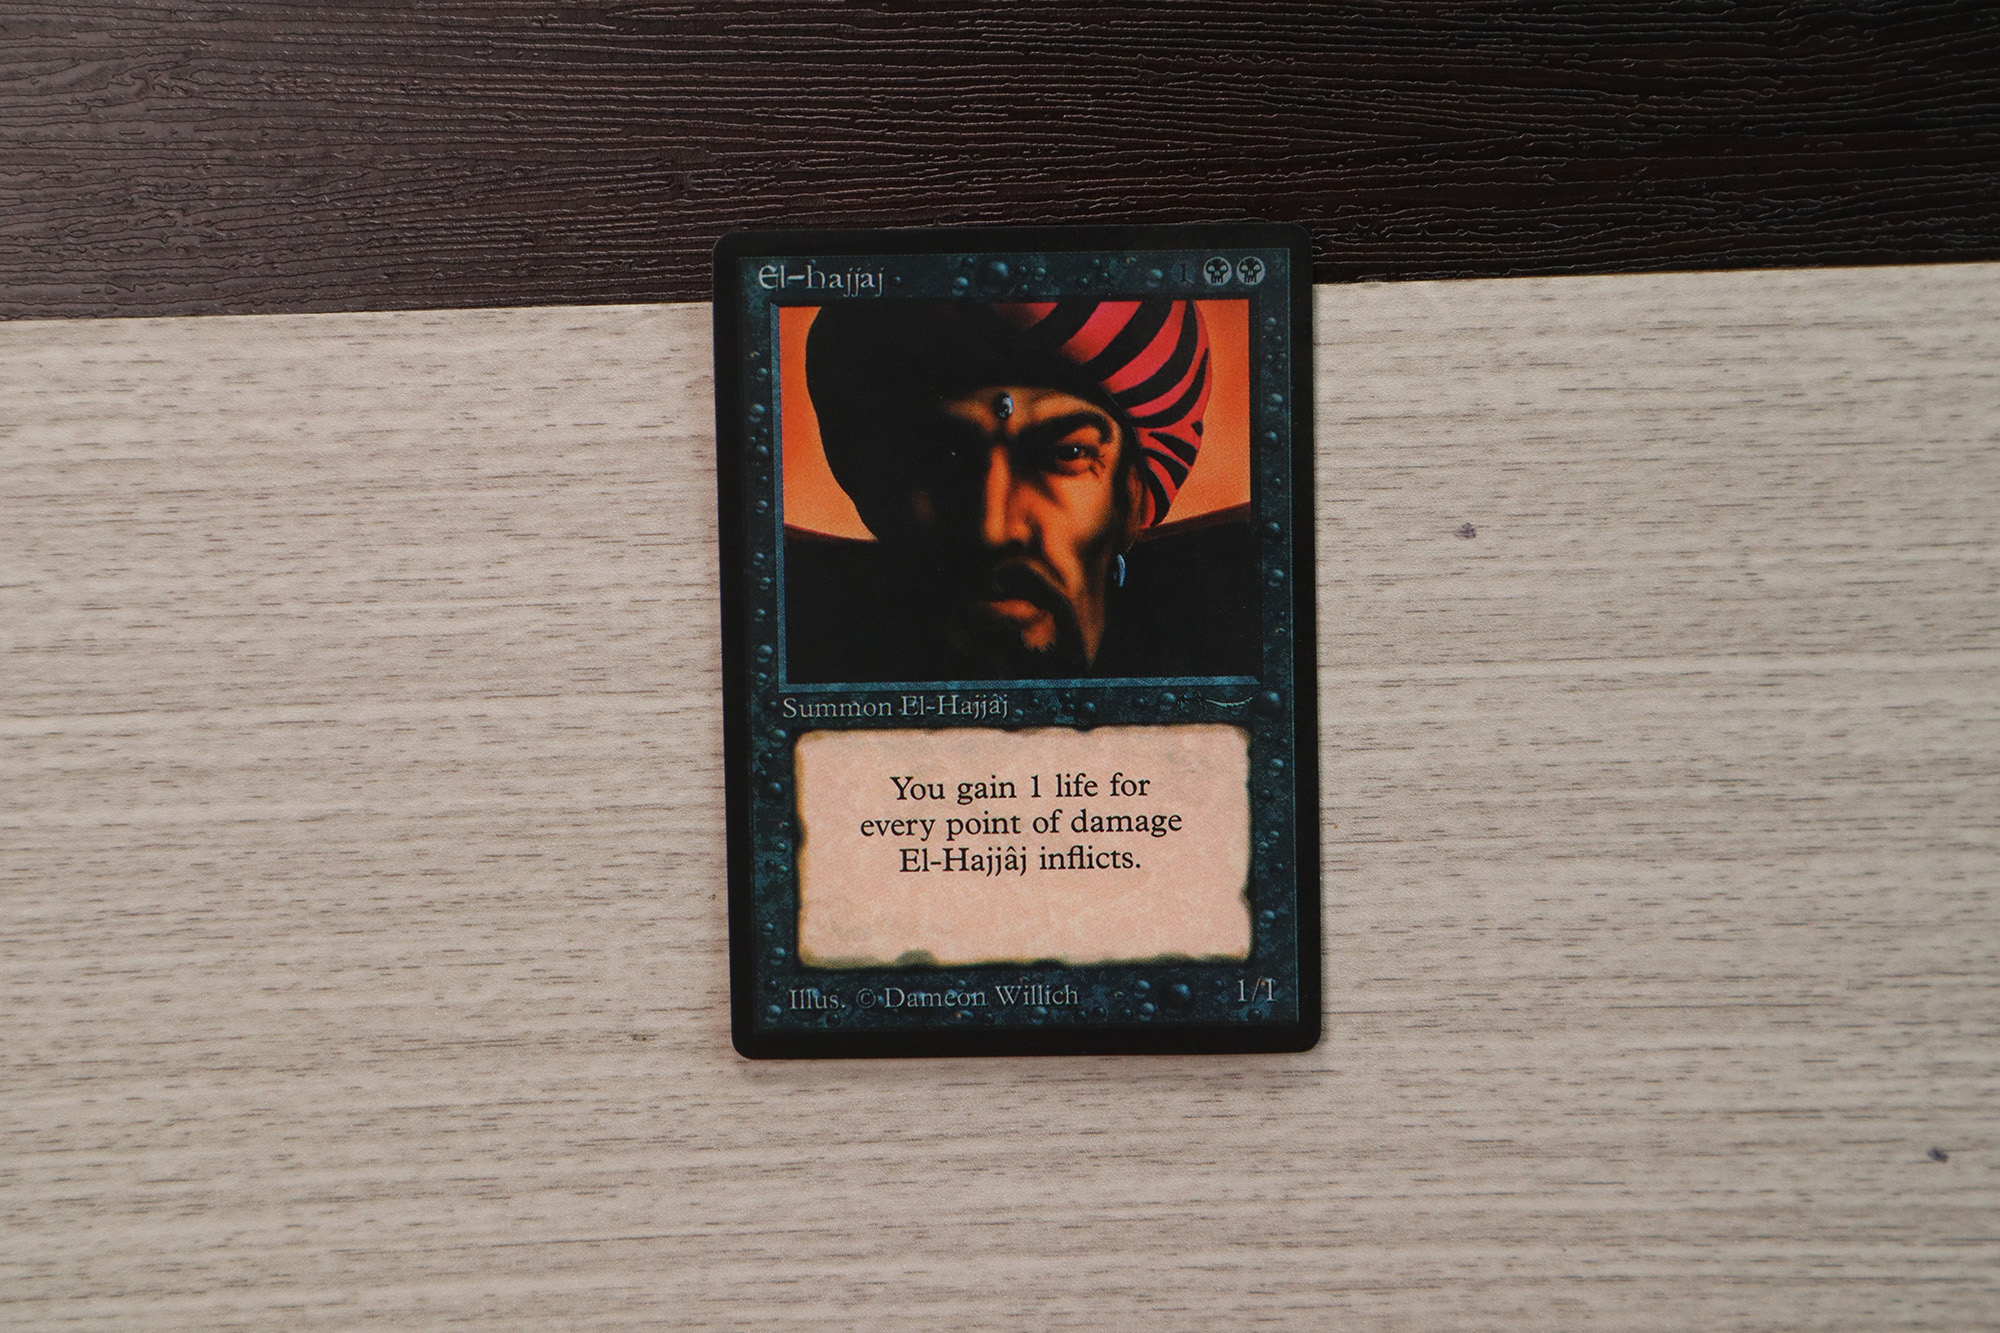 El-hajjaj 1
Summon El-Hajjâj
You gain 1 life for
every point of damage
El-Hajjâj inflicts.
Illus. © Dameon Willich 1/1